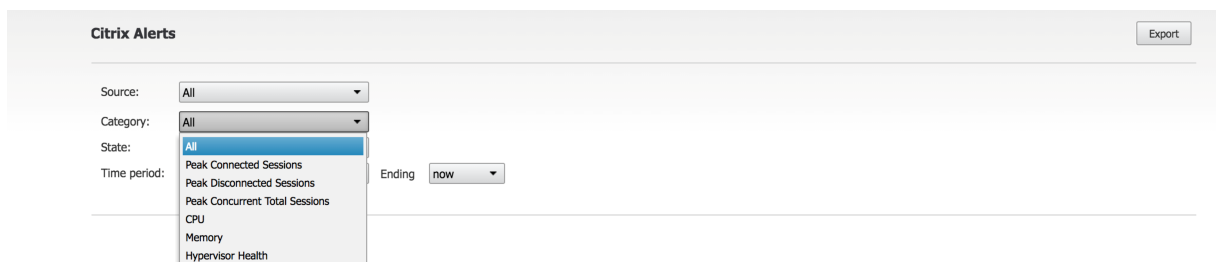 Citrix Alerts Export
Source: All
Category: All
State: All
Time period: Peak Connected Sessions
Peak Disconnected Sessions Ending now
Peak Concurrent Total Sessions
CPU
Memory
Hypervisor Health